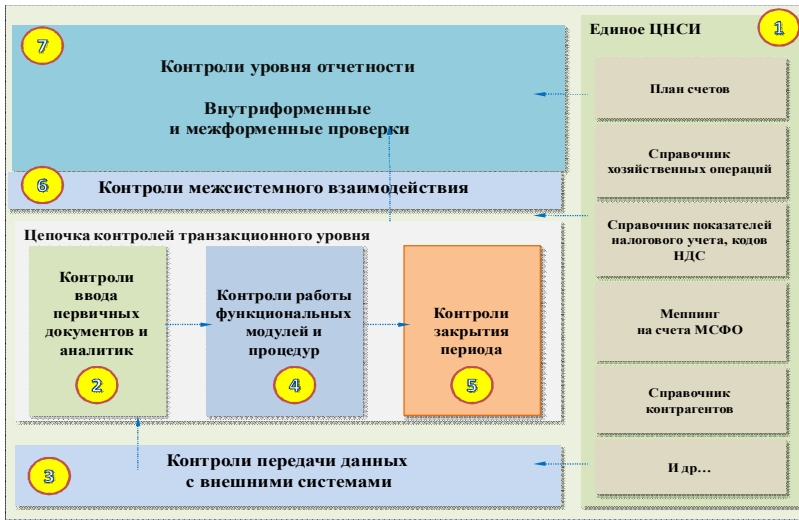 7
Контроли уровня отчетности
Внутриформенные
и межформенные проверки
6
Контроли межсистемного взаимодействия
Цепочка контролей транзакционного уровня
Контроли
ввода
первичных
документов и
аналитик
2
Контроли работы
функциональных
модулей и
процедур
4
Контроли
закрытия
периода
5
3
Контроли передачи данных
с внешними системами
Единое ЦНСИ
1
План счетов
Справочник
хозяйственных операций
Справочник показателей
налогового учета, кодов
НДС
Меппинг
на счета МСФО
Справочник
контрагентов
И др...